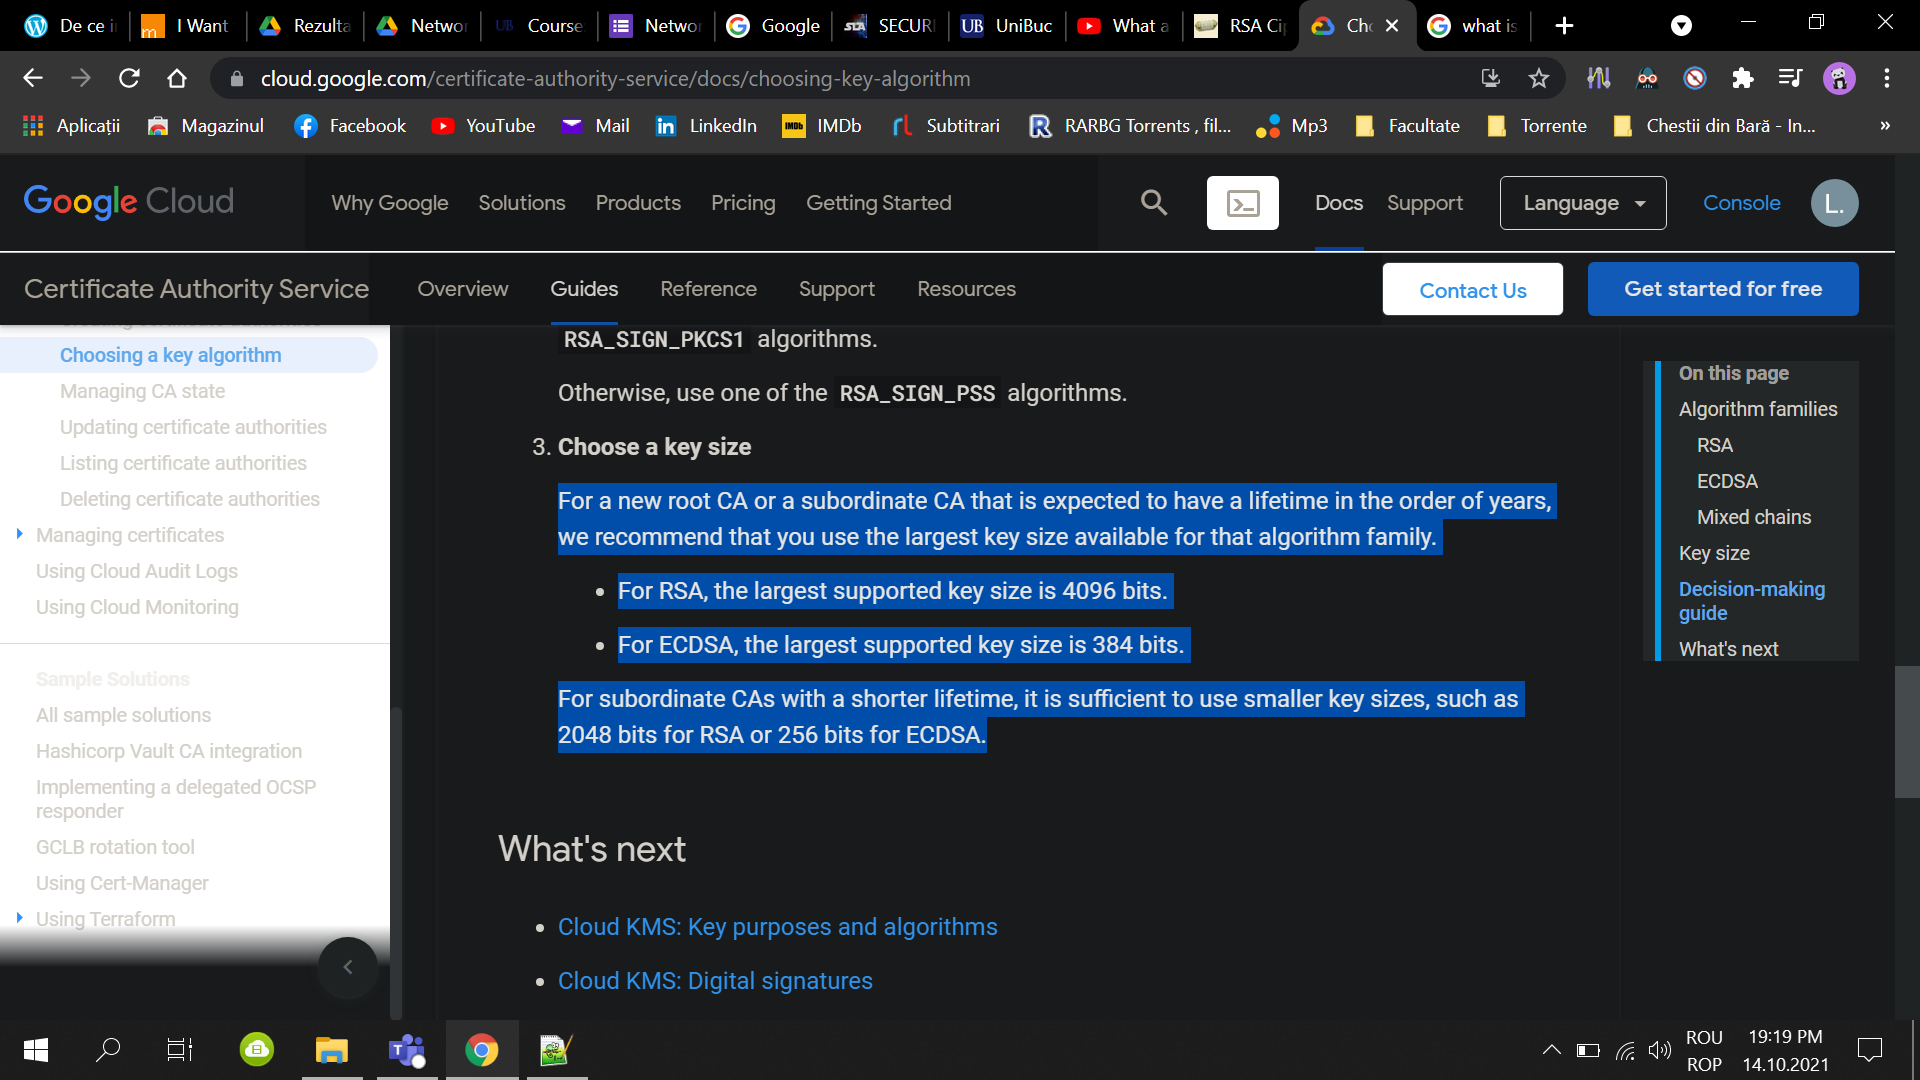 De ce i
I Want
Rezulta
Networ
Course
Networ
Google
SECURI
UniBuc
What a
RSA Cip
Cho
what is
cloud.google.com/certificate-authority-service/docs/choosing-key-algorithm
Aplicații
Magazinul
Facebook
YouTube
Mail
LinkedIn
IMDb
Subtitrari
RARBG Torrents , fil...
Mp3
Facultate
Torrente
Chestii din Bară - In...
»
Google Cloud
Why Google
Solutions
Products
Pricing
Getting Started
Docs
Support
Language
Console
L.
Certificate Authority Service
Overview
Guides
Reference
Support
Resources
Contact Us
Get started for free
Choosing a key algorithm
Managing CA state
Updating certificate authorities
Listing certificate authorities
Deleting certificate authorities
Managing certificates
Using Cloud Audit Logs
Using Cloud Monitoring
Sample Solutions
All sample solutions
Hashicorp Vault CA integration
Implementing a delegated OCSP
responder
GCLB rotation tool
Using Cert-Manager
Using Terraform
RSA_SIGN_PKCS1 algorithms.
Otherwise, use one of the RSA_SIGN_PSS algorithms.
3. Choose a key size
For a new root CA or a subordinate CA that is expected to have a lifetime in the order of years,
we recommend that you use the largest key size available for that algorithm family.
• For RSA, the largest supported key size is 4096 bits.
• For ECDSA, the largest supported key size is 384 bits.
For subordinate CAs with a shorter lifetime, it is sufficient to use smaller key sizes, such as
2048 bits for RSA or 256 bits for ECDSA.
What's next
• Cloud KMS: Key purposes and algorithms
• Cloud KMS: Digital signatures
On this page
Algorithm families
RSA
ECDSA
Mixed chains
Key size
Decision-making
guide
What's next
ROU
ROP
19:19 PM
14.10.2021